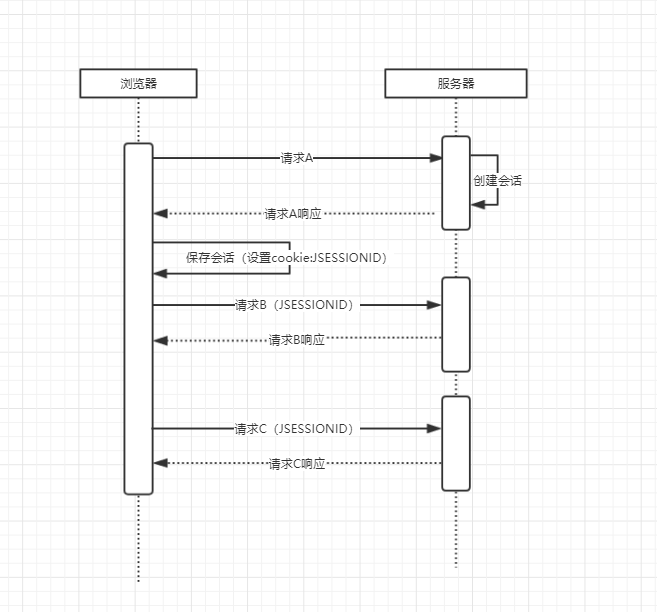 浏览器
服务器
请求A
创建会话
请求A响应
保存会话（设置cookie:JSESSIONID）
请求B（JSESSIONID）
请求B响应
请求C（JSESSIONID）
请求C响应